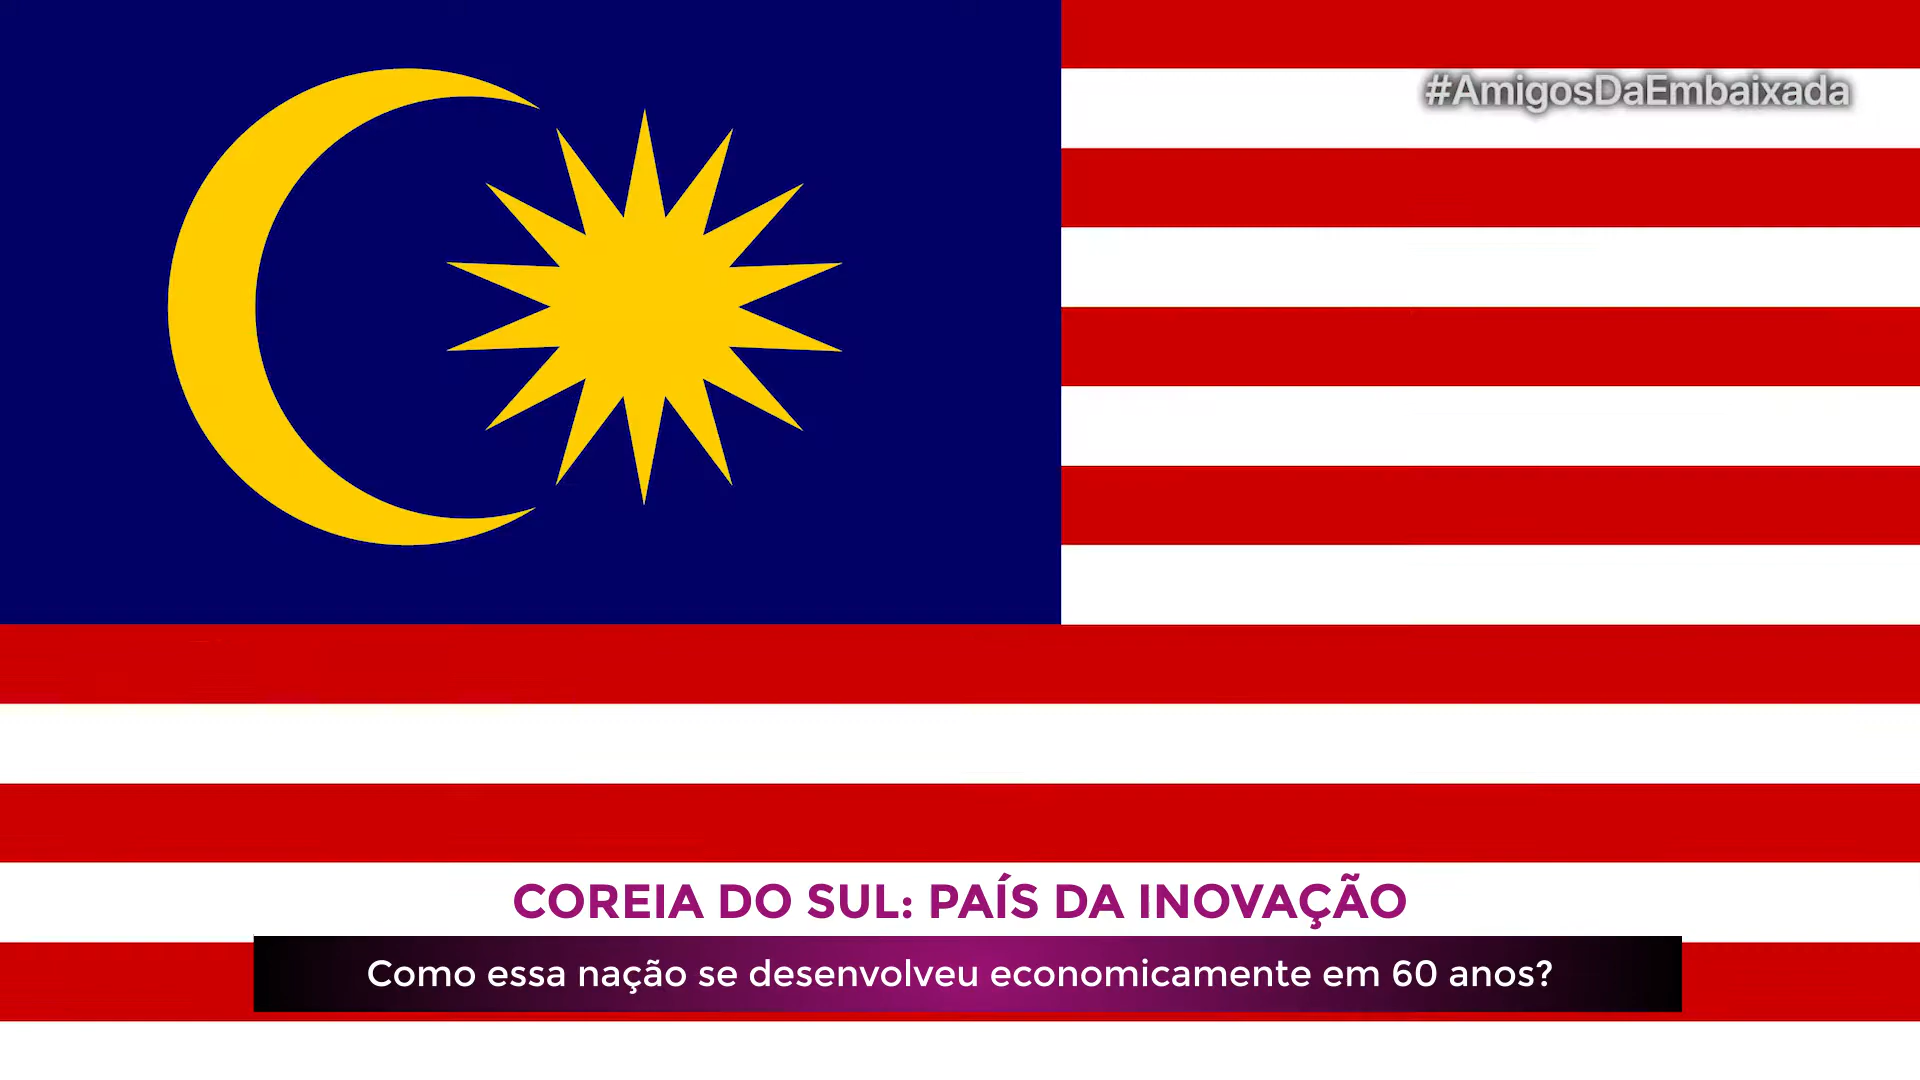 #AmigosDaEmbaixada
COREIA DO SUL: PAÍS DA INOVAÇÃO
Como essa nação se desenvolveu economicamente em 60 anos?